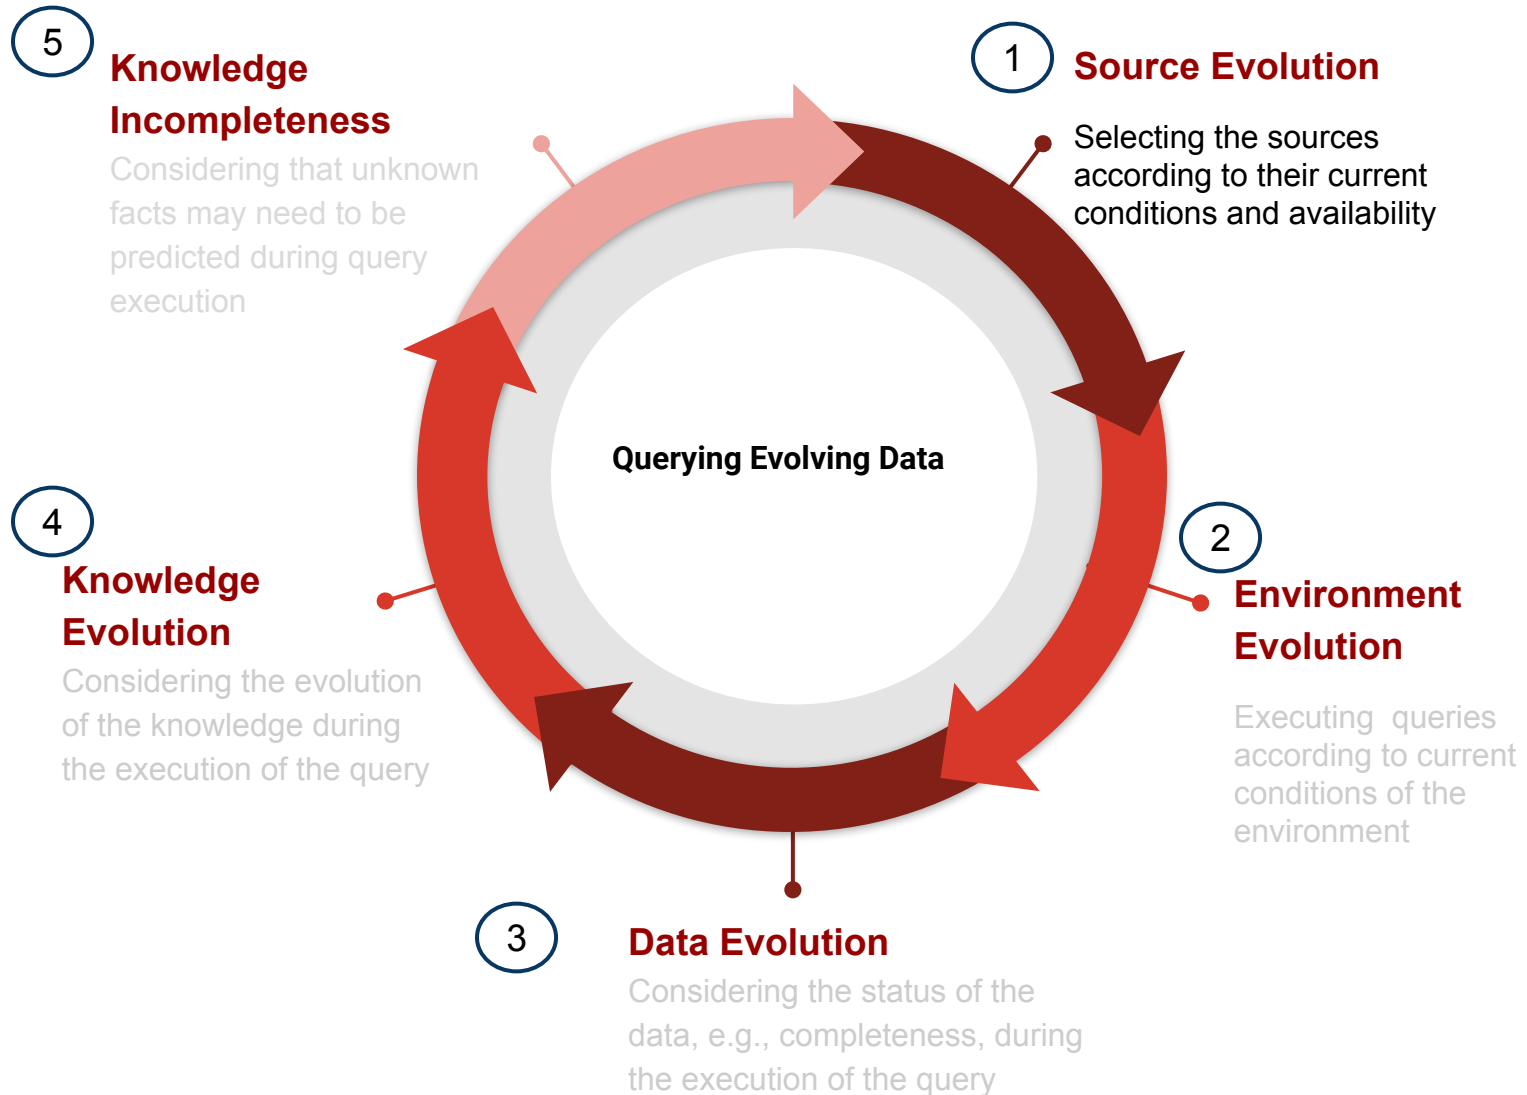 1
Source Evolution
Selecting the sources
according to their current
conditions and availability
2
Environment
Evolution
Executing  queries
according to current
conditions of the
environment
3
Data Evolution
Considering the status of the
data, e.g., completeness, during
the execution of the query
4
Knowledge
Evolution
Considering the evolution
of the knowledge during
the execution of the query
5
Knowledge
Incompleteness
Considering that unknown
facts may need to be
predicted during query
execution
Querying Evolving Data